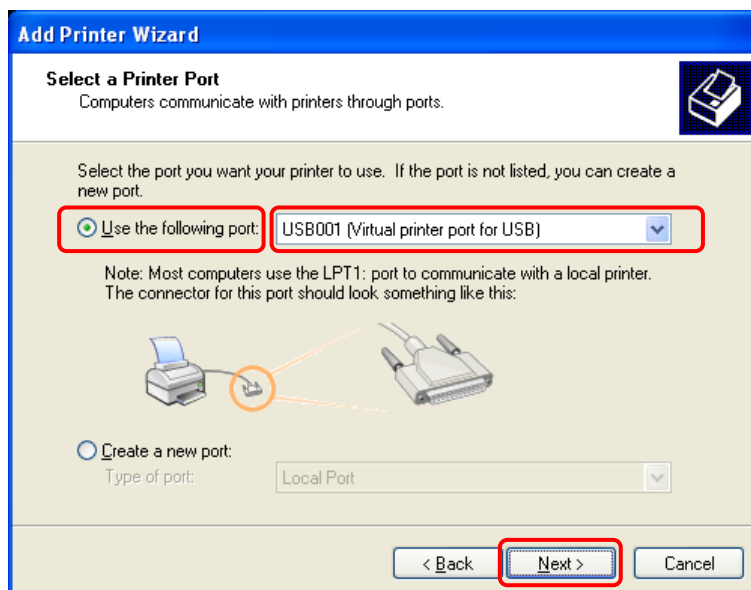 Add Printer Wizard
Select a Printer Port
Computers communicate with printers through ports.
Select the port you want your printer to use. If the port is not listed, you can create a
new port.
Use the following port: USB001 (Virtual printer port for USB)
Note: Most computers use the LPT1: port to communicate with a local printer.
The connector for this port should look something like this:
Create a new port:
Type of port: Local Port
< Back Next > Cancel